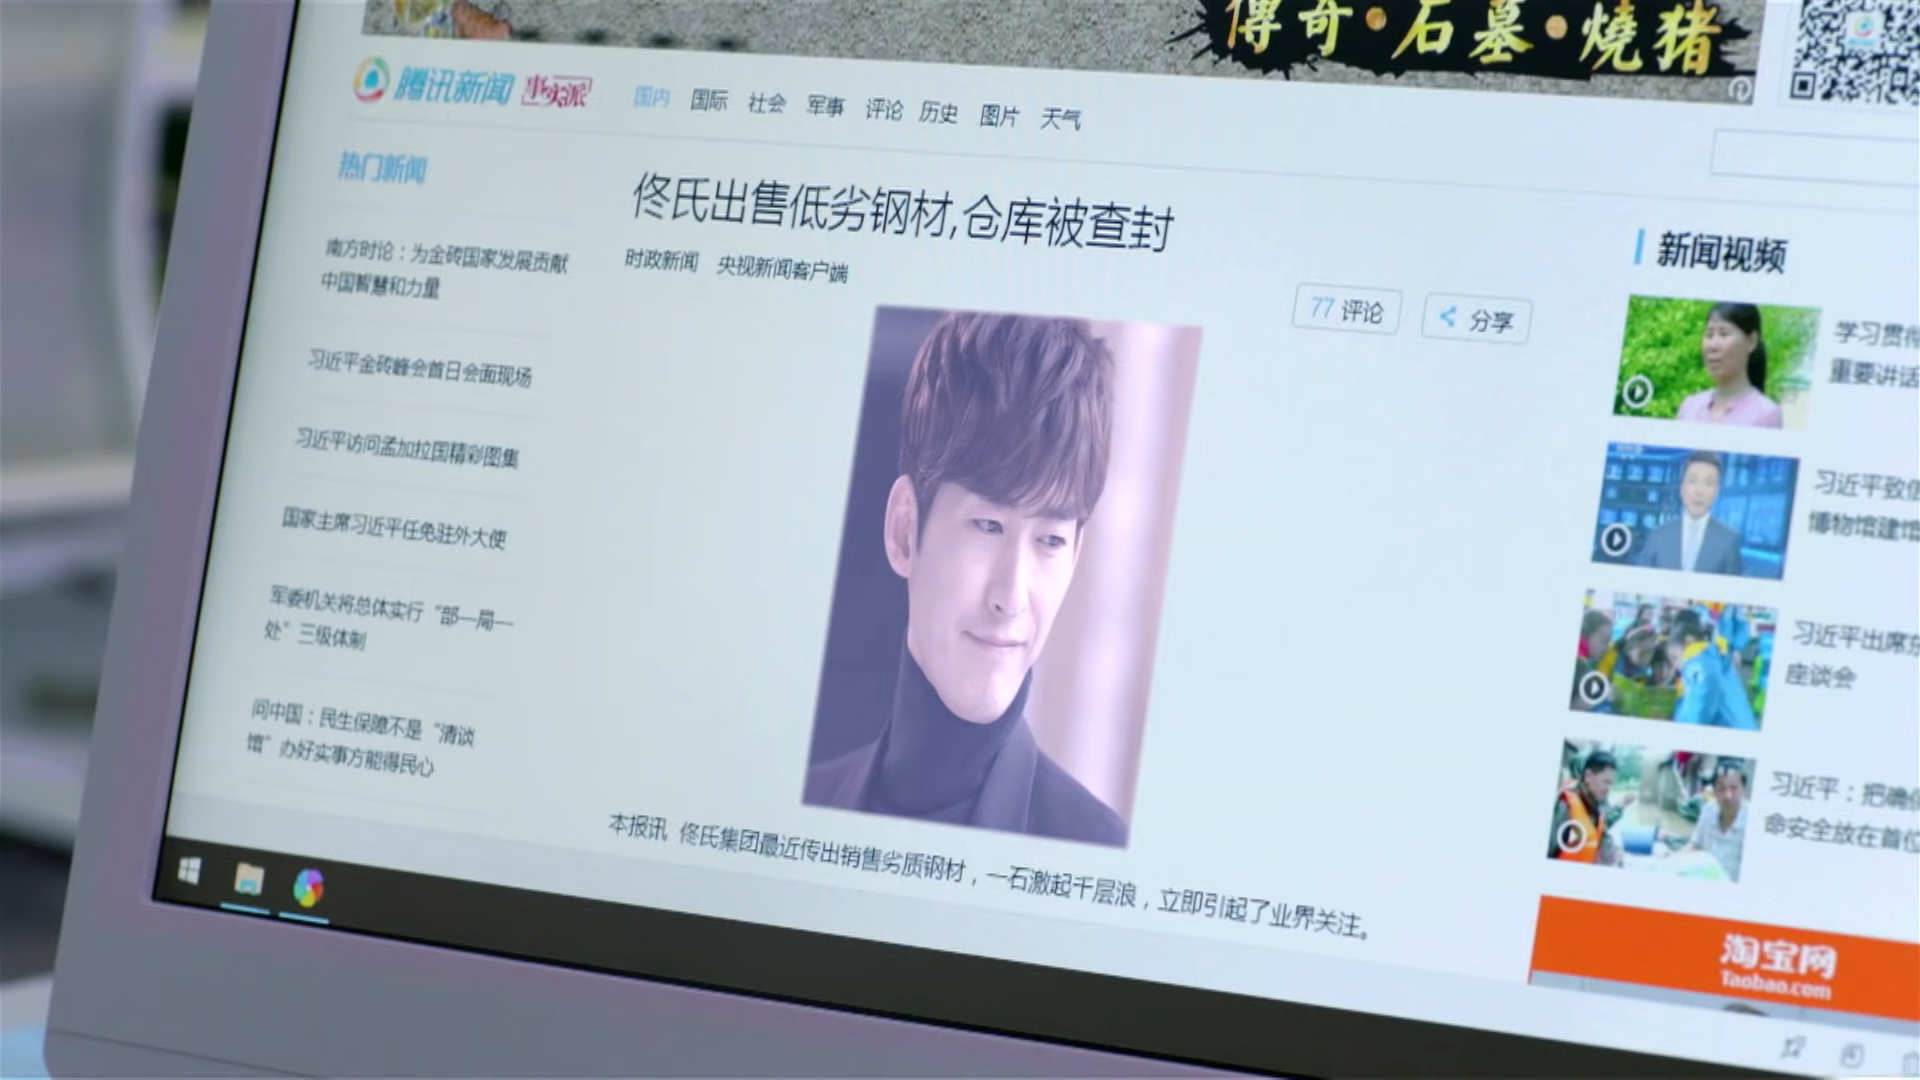 傳奇·石墓·燒猪
腾讯新闻 事实派 国内 国际 社会 军事 评论 历史 图片 天气
热门新闻
南方时论：为金砖国家发展贡献
中国智慧和力量
习近平金砖峰会首日会面现场
习近平访问孟加拉国精彩图集
国家主席习近平任免驻外大使
军委机关将总体实行“部—局—
处”三级体制
问中国：民生保障不是“清谈
馆”办好实事方能得民心
佟氏出售低劣钢材,仓库被查封
时政新闻 央视新闻客户端
77 评论 分享
本报讯 佟氏集团最近传出销售劣质钢材，一石激起千层浪，立即引起了业界关注。
新闻视频
学习贯彻
重要讲话
习近平致信
博物馆建馆
习近平出席东
座谈会
习近平：把确保
命安全放在首位
淘宝网
Taobao.com